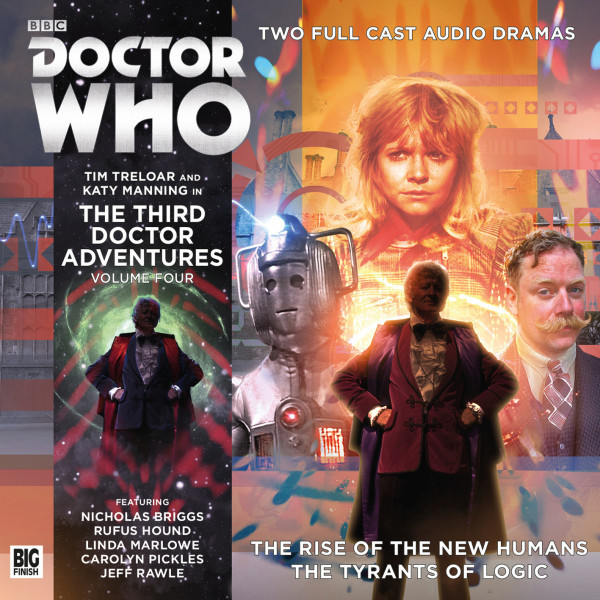 BBC
DOCTOR
WHO
TWO FULL CAST AUDIO DRAMAS
TIM TRELOAR AND
KATY MANNING IN
THE THIRD
DOCTOR
ADVENTURES
VOLUME FOUR
FEATURING
NICHOLAS BRIGGS
RUFUS HOUND
LINDA MARLOWE
CAROLYN PICKLES
JEFF RAWLE
BIG
FINISH
THE RISE OF THE NEW HUMANS
THE TYRANTS OF LOGIC